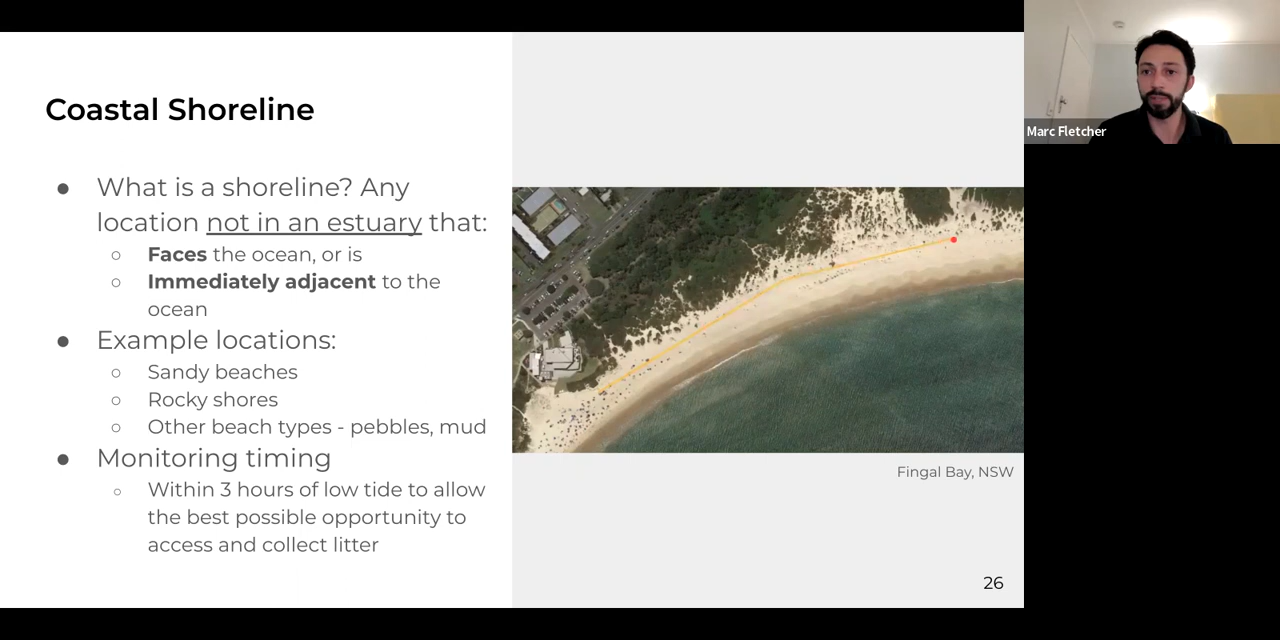 Coastal Shoreline
● What is a shoreline? Any
location not in an estuary that:
○ Faces the ocean, or is
○ Immediately adjacent to the
ocean
● Example locations:
○ Sandy beaches
○ Rocky shores
○ Other beach types - pebbles, mud
● Monitoring timing
○ Within 3 hours of low tide to allow
the best possible opportunity to
access and collect litter
Fingal Bay, NSW
26
Marc Fletcher